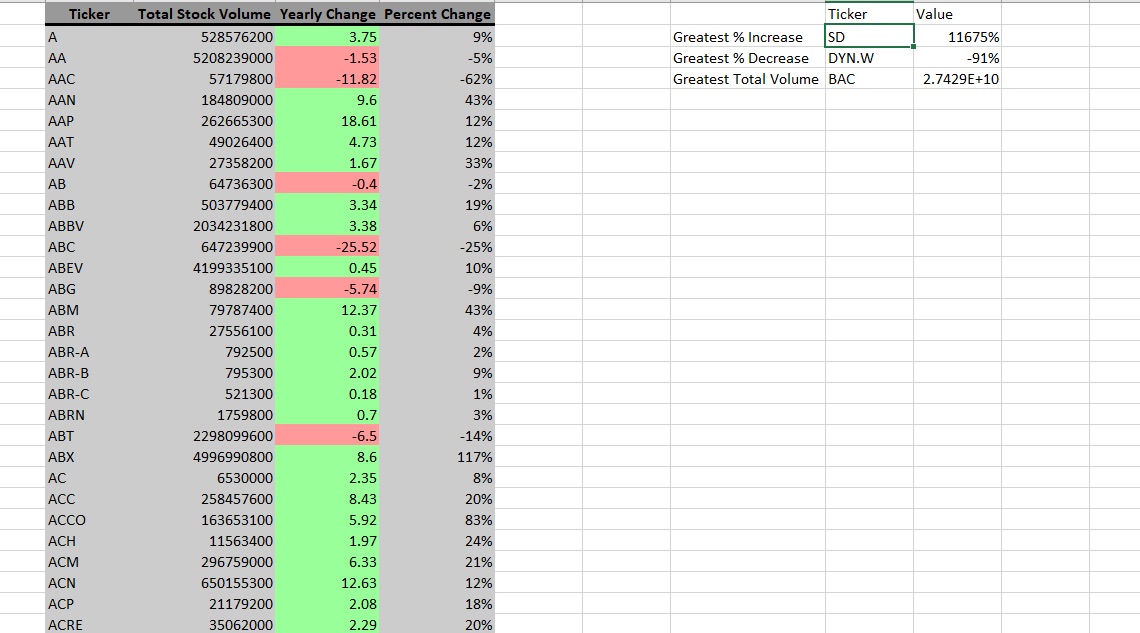 Ticker Total Stock Volume Yearly Change Percent Change Ticker Value
A 528576200 3.75 9% Greatest % Increase SD 11675%
AA 5208239000 -1.53 -5% Greatest % Decrease DYN.W -91%
AAC 57179800 -11.82 -62% Greatest Total Volume BAC 2.7429E+10
AAN 184809000 9.6 43%
AAP 262665300 18.61 12%
AAT 49026400 4.73 12%
AAV 27358200 1.67 33%
AB 64736300 -0.4 -2%
ABB 503779400 3.34 19%
ABBV 2034231800 3.38 6%
ABC 647239900 -25.52 -25%
ABEV 4199335100 0.45 10%
ABG 89828200 -5.74 -9%
ABM 79787400 12.37 43%
ABR 27556100 0.31 4%
ABR-A 792500 0.57 2%
ABR-B 795300 2.02 9%
ABR-C 521300 0.18 1%
ABRN 1759800 0.7 3%
ABT 2298099600 -6.5 -14%
ABX 4996990800 8.6 117%
AC 6530000 2.35 8%
ACC 258457600 8.43 20%
ACCO 163653100 5.92 83%
ACH 11563400 1.97 24%
ACM 296759000 6.33 21%
ACN 650155300 12.63 12%
ACP 21179200 2.08 18%
ACRE 35062000 2.29 20%